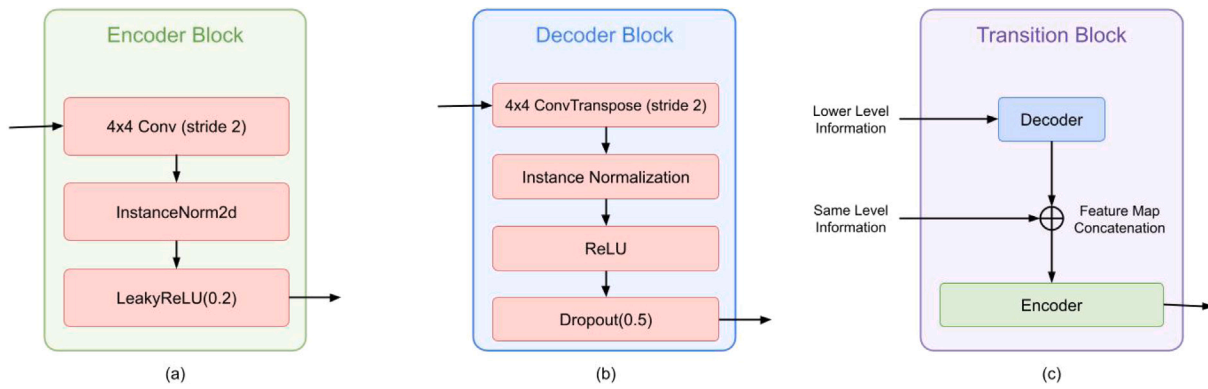 Encoder Block
4x4 Conv (stride 2)
InstanceNorm2d
LeakyReLU(0.2)
(a)
Decoder Block
4x4 ConvTranspose (stride 2)
Instance Normalization
ReLU
Dropout(0.5)
(b)
Transition Block
Lower Level
Information
Decoder
Same Level
Information
Feature Map
Concatenation
Encoder
(c)